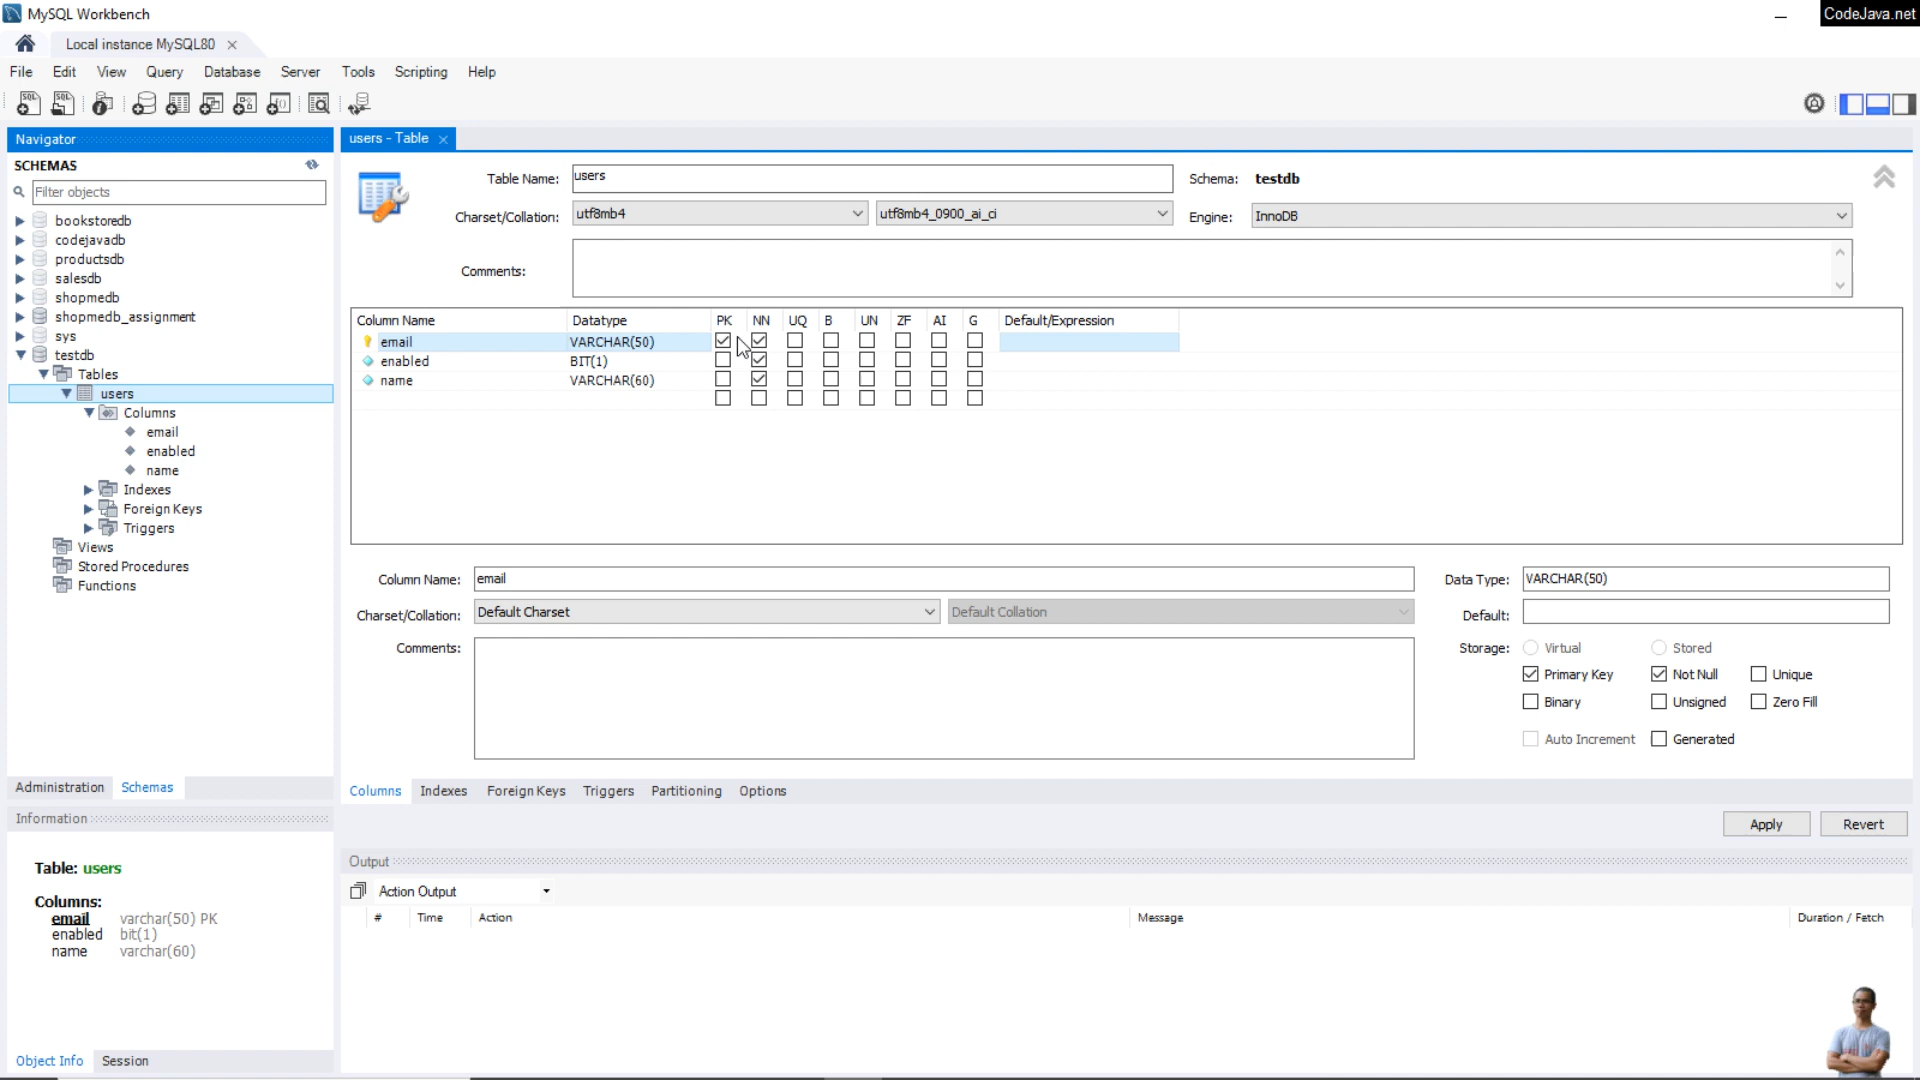 MySQL Workbench
CodeJava.net
Local instance MySQL80
File Edit View Query Database Server Tools Scripting Help
Navigator
SCHEMAS
Filter objects
bookstoredb
codejavadb
productsdb
salesdb
shopmedb
shopmedb_assignment
sys
testdb
Tables
users
Columns
email
enabled
name
Indexes
Foreign Keys
Triggers
Views
Stored Procedures
Functions
Administration Schemas
Information
Table: users
Columns:
email varchar(50) PK
enabled bit(1)
name varchar(60)
Object Info Session
users - Table
Table Name: users Schema: testdb
Charset/Collation: utf8mb4 utf8mb4_0900_ai_ci Engine: InnoDB
Comments:
Column Name Datatype PK NN UQ B UN ZF AI G Default/Expression
email VARCHAR(50)
enabled BIT(1)
name VARCHAR(60)
Column Name: email Data Type: VARCHAR(50)
Charset/Collation: Default Charset Default Collation Default:
Comments: Storage: Virtual Stored
Primary Key Not Null Unique
Binary Unsigned Zero Fill
Auto Increment Generated
Columns Indexes Foreign Keys Triggers Partitioning Options
Apply Revert
Output
Action Output
# Time Action Message Duration / Fetch